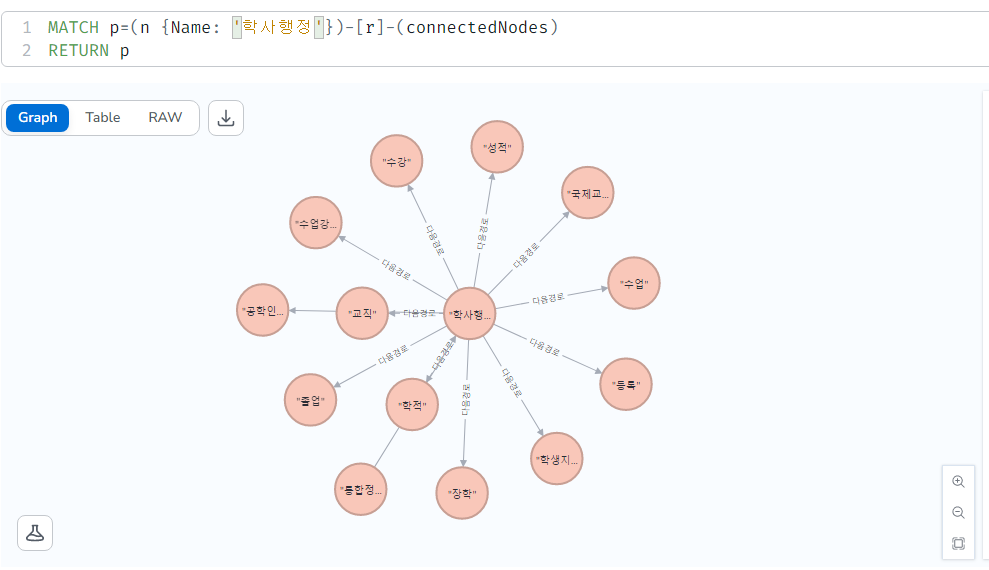 1 MATCH p=(n {Name: '학사행정'})-[r]-(connectedNodes)
2 RETURN p
Graph Table RAW
"성적"
"수강"
"국제교...
"수업강...
다음경로
다음경로
다음경로
다음경로
"수업"
다음경로
"공학인...
"교직"
다음경로
"학사행...
다음경로
다음경로
다음경로
"등록"
"졸업"
"학적"
다음경로
다음경로
"학생지...
"통합정...
"장학"